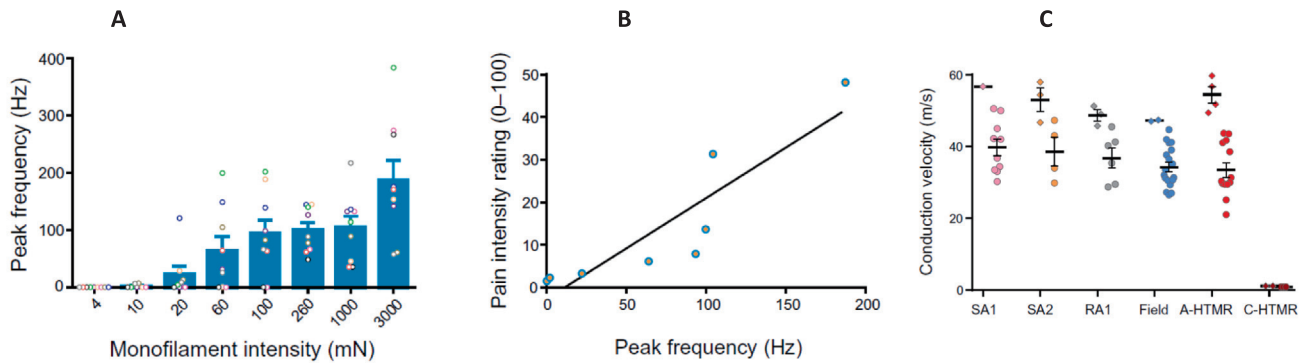 A
B
C
Peak frequency (Hz)
400
300
200
100
0
4
10
20
60
100
260
1000
3000
Monofilament intensity (mN)
Pain intensity rating (0–100)
50
40
30
20
10
0
0
50
100
150
200
Peak frequency (Hz)
Conduction velocity (m/s)
60
40
20
0
SA1
SA2
RA1
Field
A-HTMR
C-HTMR